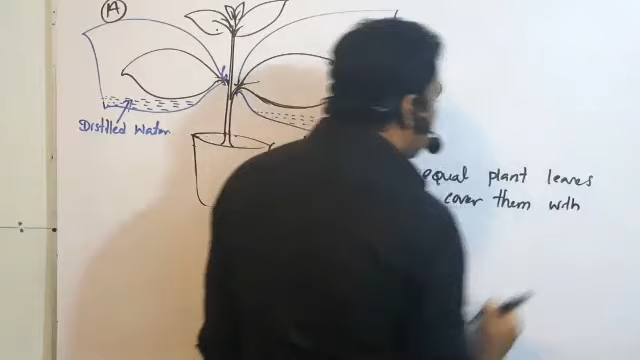 A
Distilled Water
equal plant leaves
cover them with